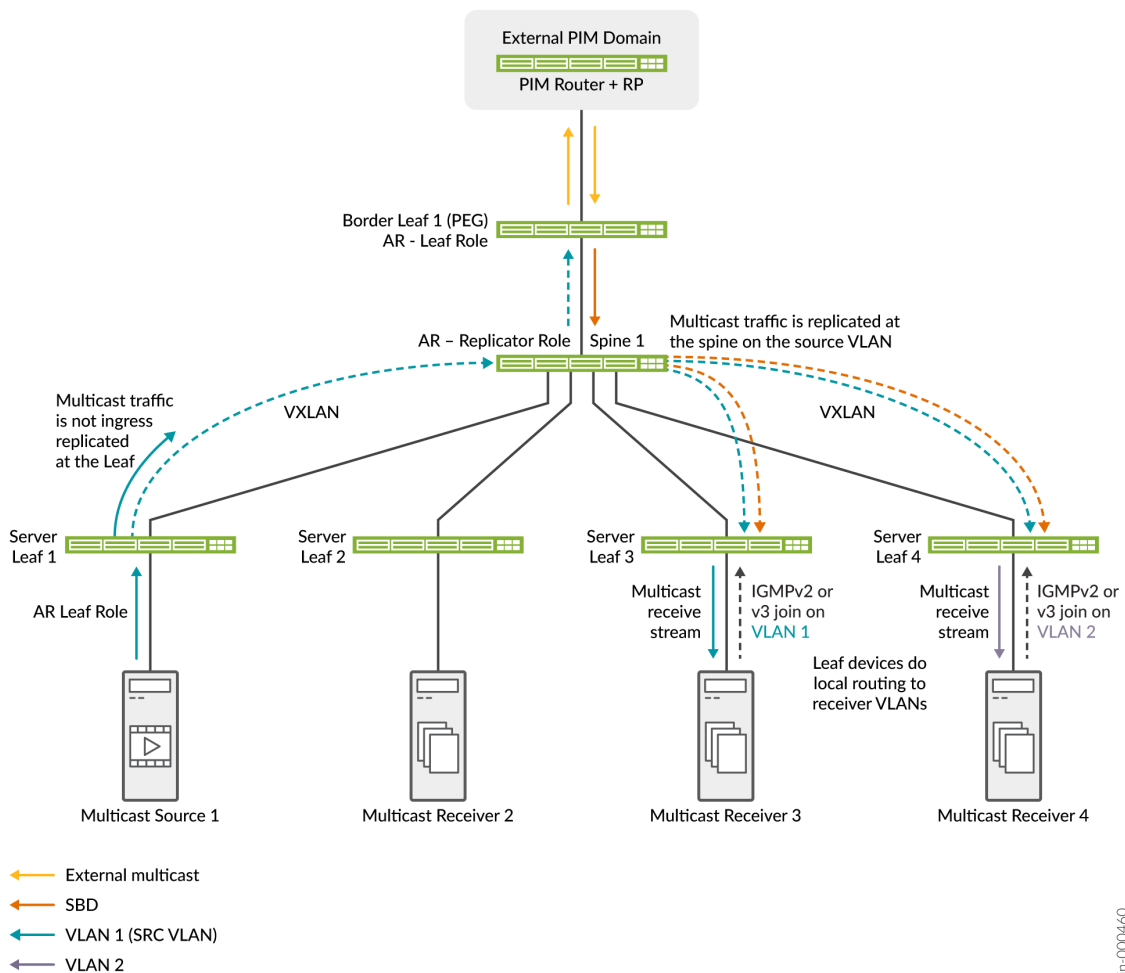 External PIM Domain
PIM Router + RP
Border Leaf 1 (PEG)
AR - Leaf Role
AR – Replicator Role
Spine 1
Multicast traffic is replicated at
the spine on the source VLAN
Multicast traffic
is not ingress
replicated
at the Leaf
VXLAN
VXLAN
Server
Leaf 1
Server
Leaf 2
Server
Leaf 3
Server
Leaf 4
AR Leaf Role
Multicast
receive
stream
IGMPv2 or
v3 join on
VLAN 1
Multicast
receive
stream
IGMPv2 or
v3 join on
VLAN 2
Leaf devices do
local routing to
receiver VLANs
Multicast Source 1
Multicast Receiver 2
Multicast Receiver 3
Multicast Receiver 4
External multicast
SBD
VLAN 1 (SRC VLAN)
VLAN 2